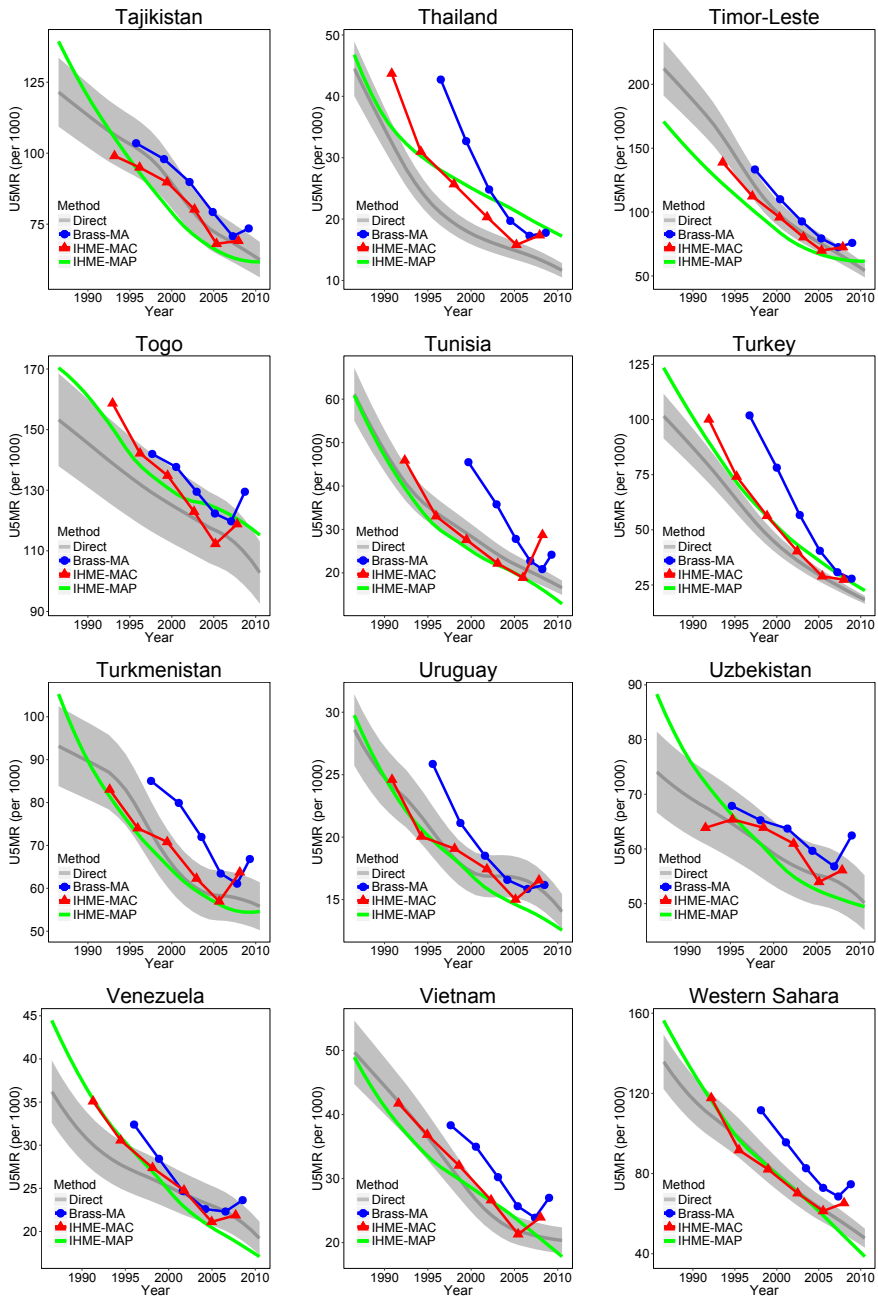 Tajikistan
U5MR (per 1000)
125
100
75
Method
Direct
Brass-MA
IHME-MAC
IHME-MAP
1990 1995 2000 2005 2010
Year
Thailand
U5MR (per 1000)
50
40
30
20
10
Method
Direct
Brass-MA
IHME-MAC
IHME-MAP
1990 1995 2000 2005 2010
Year
Timor-Leste
U5MR (per 1000)
200
150
100
50
Method
Direct
Brass-MA
IHME-MAC
IHME-MAP
1990 1995 2000 2005 2010
Year
Togo
U5MR (per 1000)
170
150
130
110
90
Method
Direct
Brass-MA
IHME-MAC
IHME-MAP
1990 1995 2000 2005 2010
Year
Tunisia
U5MR (per 1000)
60
50
40
30
20
Method
Direct
Brass-MA
IHME-MAC
IHME-MAP
1990 1995 2000 2005 2010
Year
Turkey
U5MR (per 1000)
125
100
75
50
25
Method
Direct
Brass-MA
IHME-MAC
IHME-MAP
1990 1995 2000 2005 2010
Year
Turkmenistan
U5MR (per 1000)
100
90
80
70
60
50
Method
Direct
Brass-MA
IHME-MAC
IHME-MAP
1990 1995 2000 2005 2010
Year
Uruguay
U5MR (per 1000)
30
25
20
15
Method
Direct
Brass-MA
IHME-MAC
IHME-MAP
1990 1995 2000 2005 2010
Year
Uzbekistan
U5MR (per 1000)
90
80
70
60
50
Method
Direct
Brass-MA
IHME-MAC
IHME-MAP
1990 1995 2000 2005 2010
Year
Venezuela
U5MR (per 1000)
45
40
35
30
25
20
Method
Direct
Brass-MA
IHME-MAC
IHME-MAP
1990 1995 2000 2005 2010
Year
Vietnam
U5MR (per 1000)
50
40
30
20
Method
Direct
Brass-MA
IHME-MAC
IHME-MAP
1990 1995 2000 2005 2010
Year
Western Sahara
U5MR (per 1000)
160
120
80
40
Method
Direct
Brass-MA
IHME-MAC
IHME-MAP
1990 1995 2000 2005 2010
Year